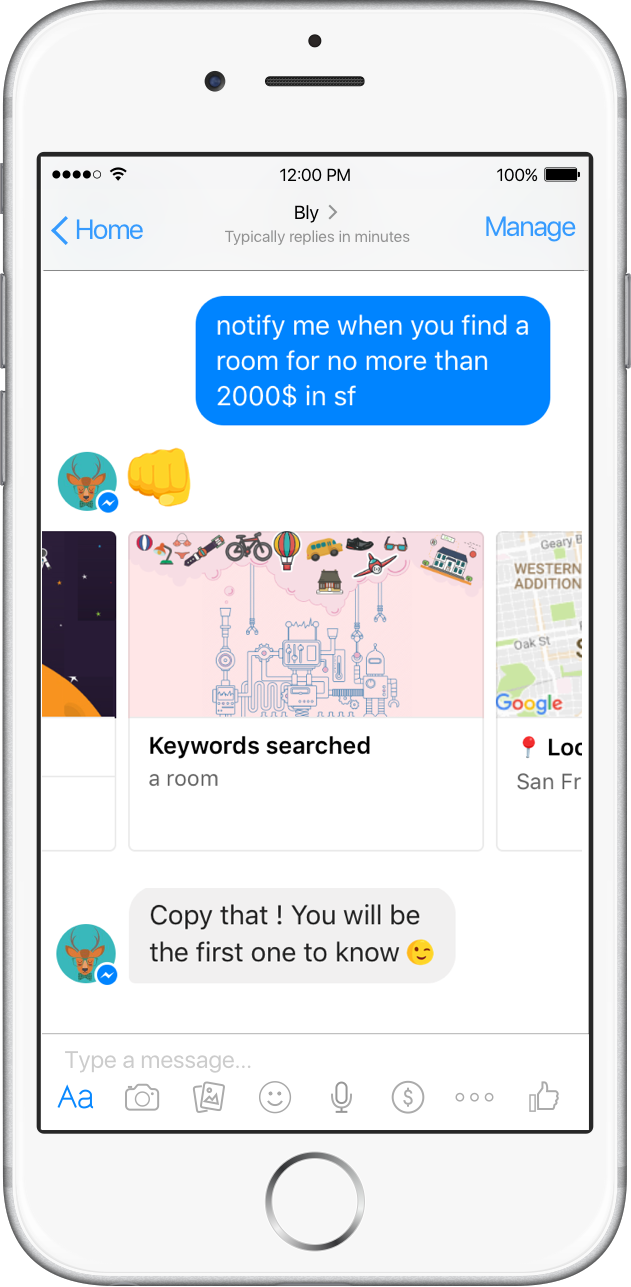 12:00 PM
100%
Home
Bly
Manage
Typically replies in minutes
notify me when you find a
room for no more than
2000$ in sf
Geary B
WESTERN
ADDITION
Oak St
S
Google
Keywords searched
a room
Loc
San Fr
Copy that ! You will be
the first one to know 😉
Type a message...
Aa
$